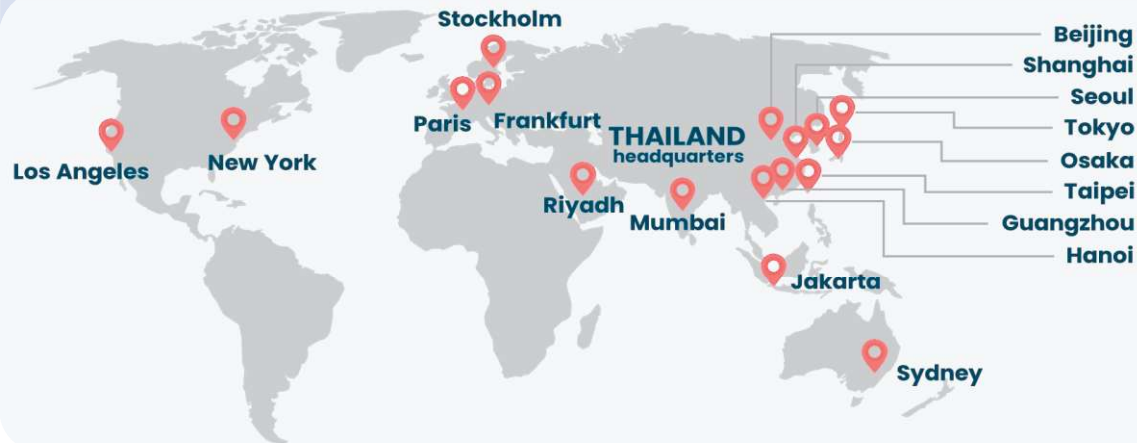 Stockholm
Beijing
Shanghai
Seoul
Tokyo
Osaka
Taipei
Guangzhou
Hanoi
Paris
Frankfurt
THAILAND
headquarters
Los Angeles
New York
Riyadh
Mumbai
Jakarta
Sydney